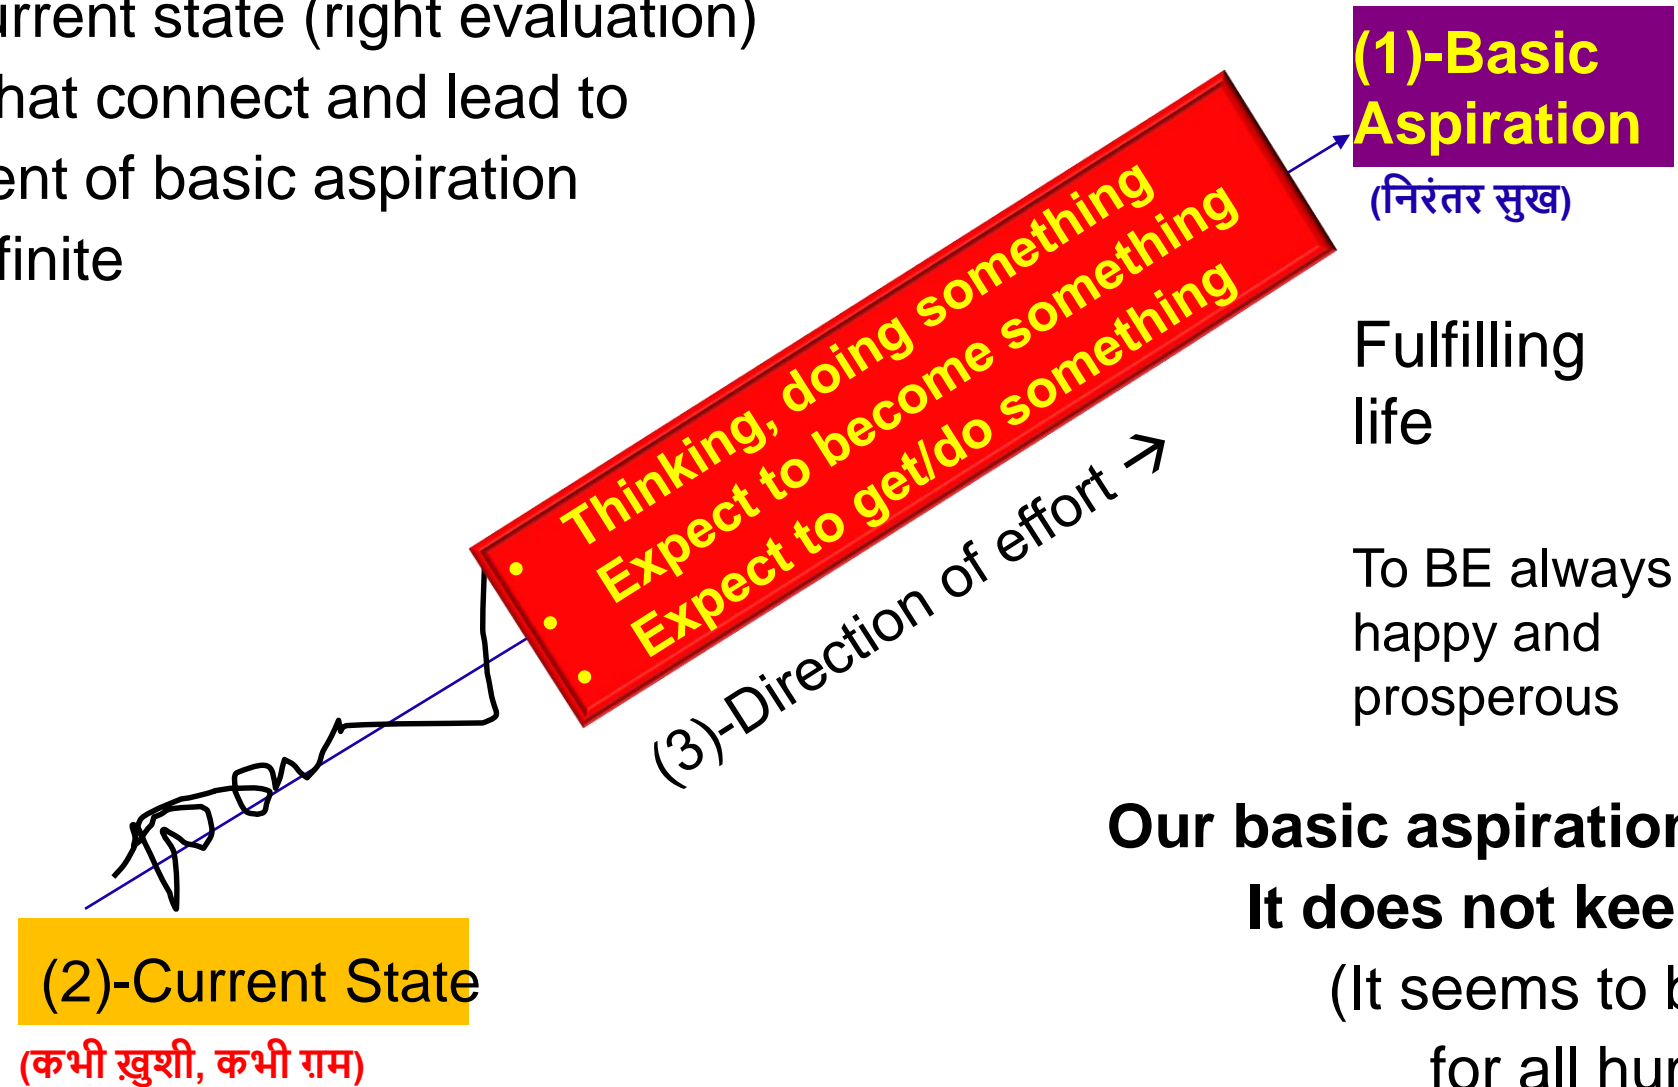 urrent state (right evaluation)
hat connect and lead to
ent of basic aspiration
finite
(1)-Basic
Aspiration
(निरंतर सुख)
• Thinking, doing something
• Expect to become something
• Expect to get/do something
(3)-Direction of effort →
Fulfilling
life
To BE always
happy and
prosperous
Our basic aspiration
It does not kee
(It seems to b
for all hur
(2)-Current State
(कभी ख़ुशी, कभी ग़म)